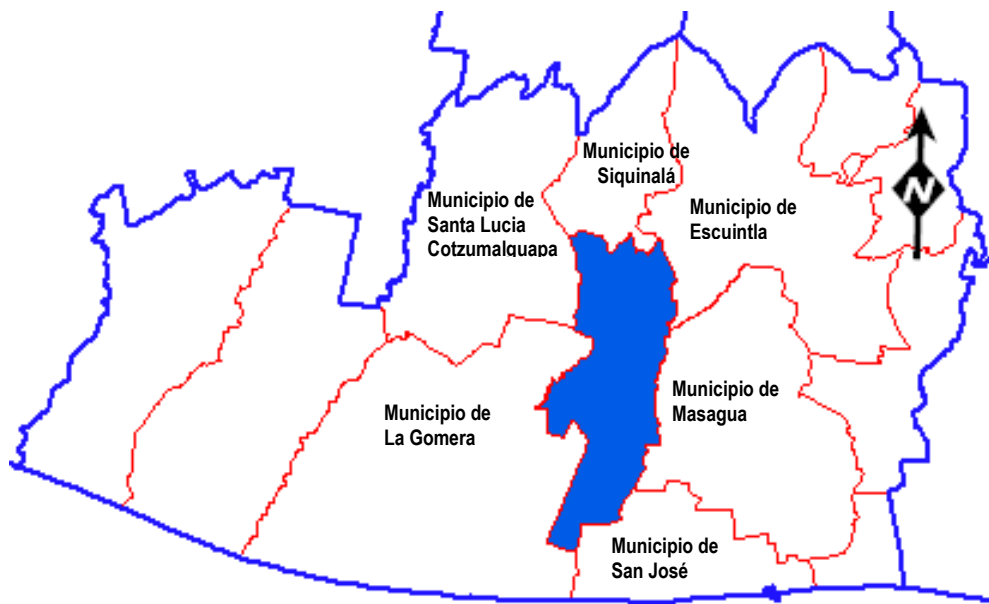 Municipio de
Siquinalá
Municipio de
Santa Lucia
Cotzumalguapa
Municipio de
Escuintla
N
Municipio de
La Gomera
Municipio de
Masagua
Municipio de
San José